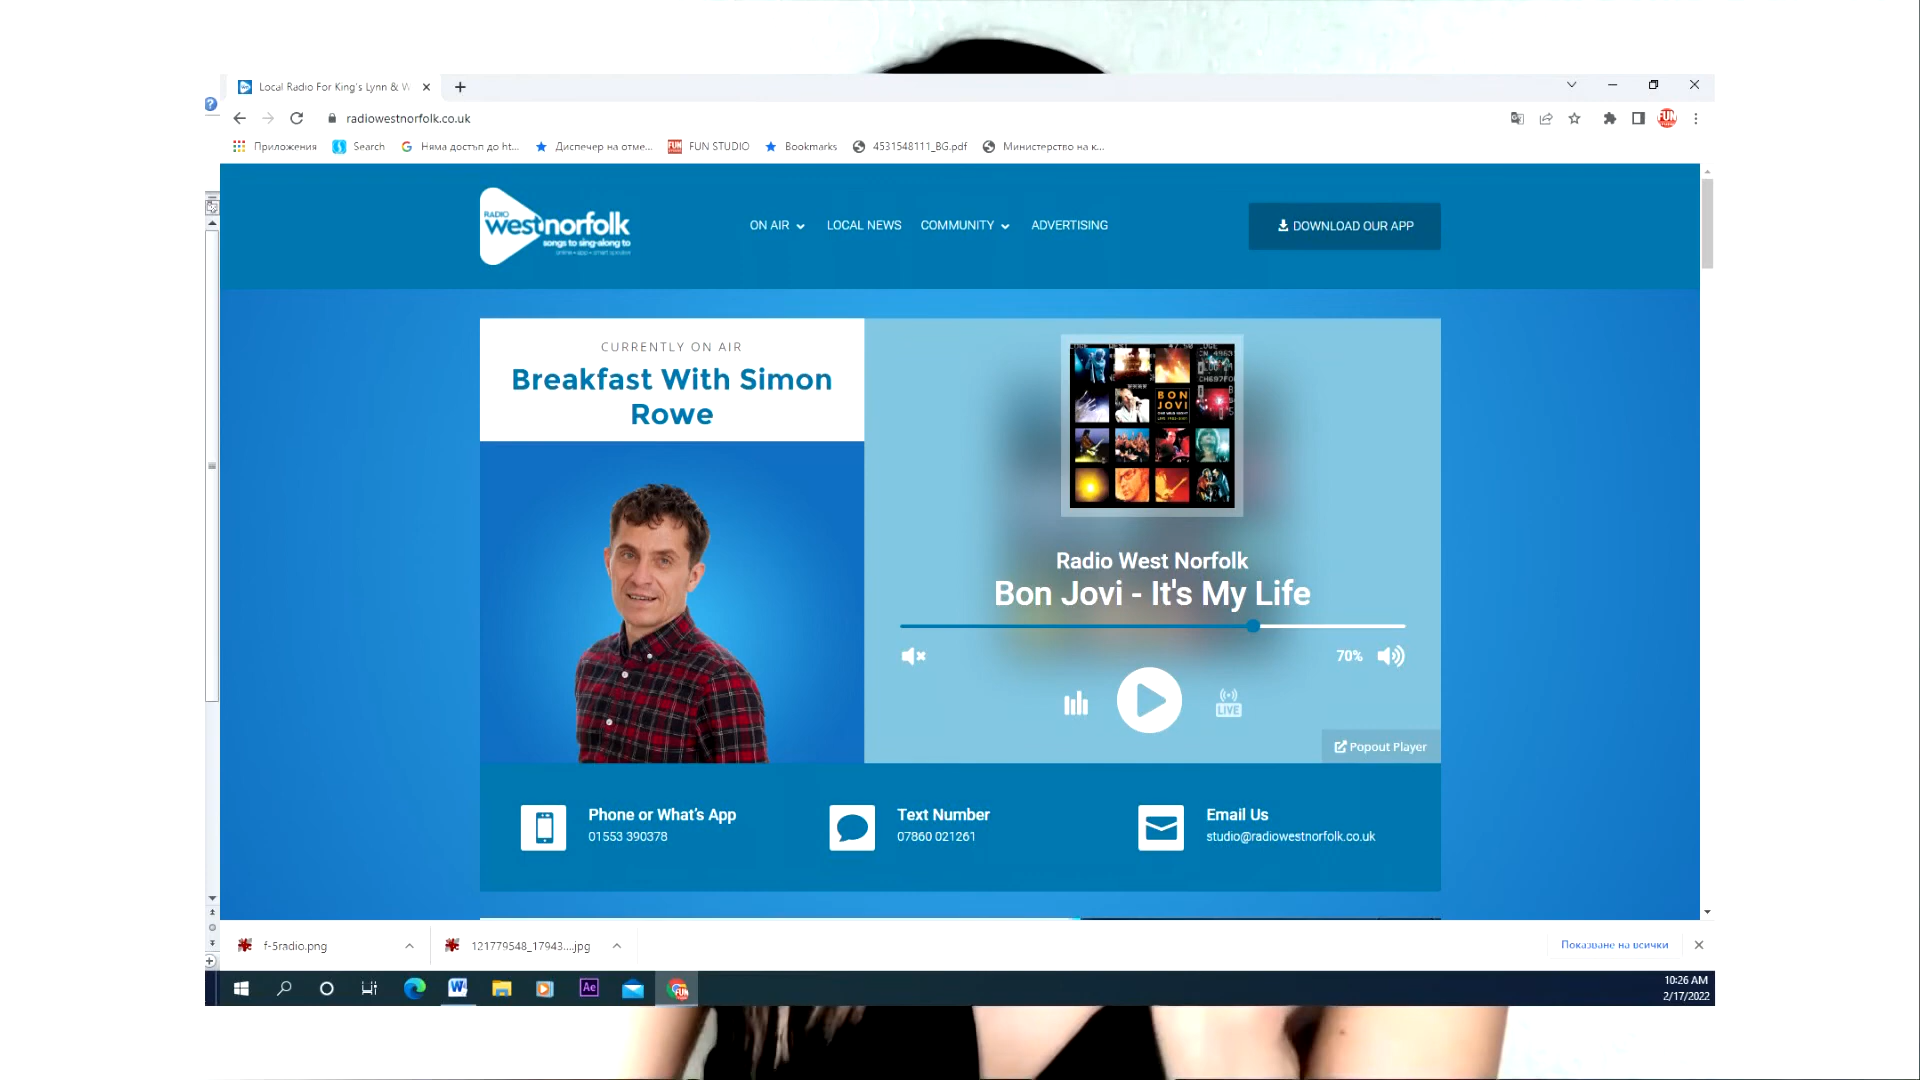 Local Radio For King's Lynn & W
radiowestnorfolk.co.uk
Приложения Search Няма достъп до ht... Диспечер на отме... FUN STUDIO Bookmarks 4531548111_BG.pdf Министерство на к...
RADIO
westnorfolk
songs to sing-along to
online • app • smart speaker
ON AIR LOCAL NEWS COMMUNITY ADVERTISING
DOWNLOAD OUR APP
CURRENTLY ON AIR
Breakfast With Simon
Rowe
BON
JOVI
Radio West Norfolk
Bon Jovi - It's My Life
70%
LIVE
Popout Player
Phone or What's App
01553 390378
Text Number
07860 021261
Email Us
studio@radiowestnorfolk.co.uk
f-5radio.png
121779548_17943....jpg
Показване на всички
10:26 AM
2/17/2022